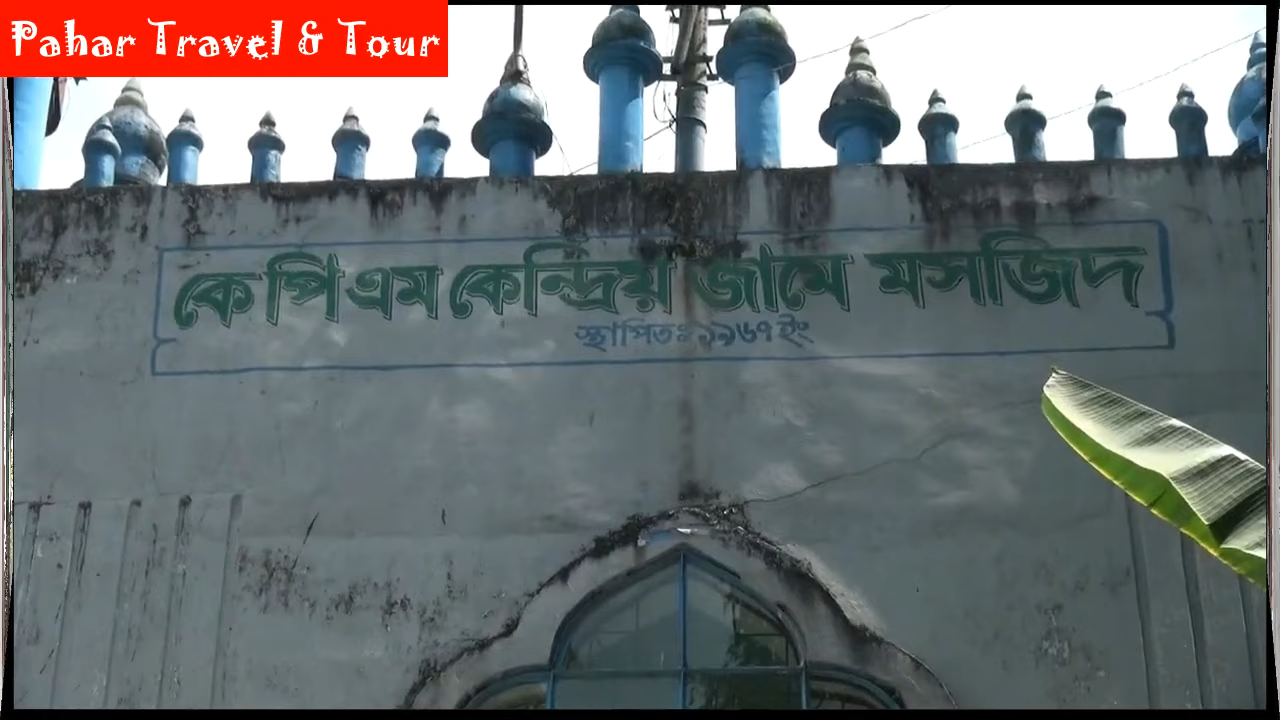 Pahar Travel & Tour
কে পি এম কেন্দ্রিয় জামে মসজিদ
স্থাপিতঃ ১৯৬৭ ইং